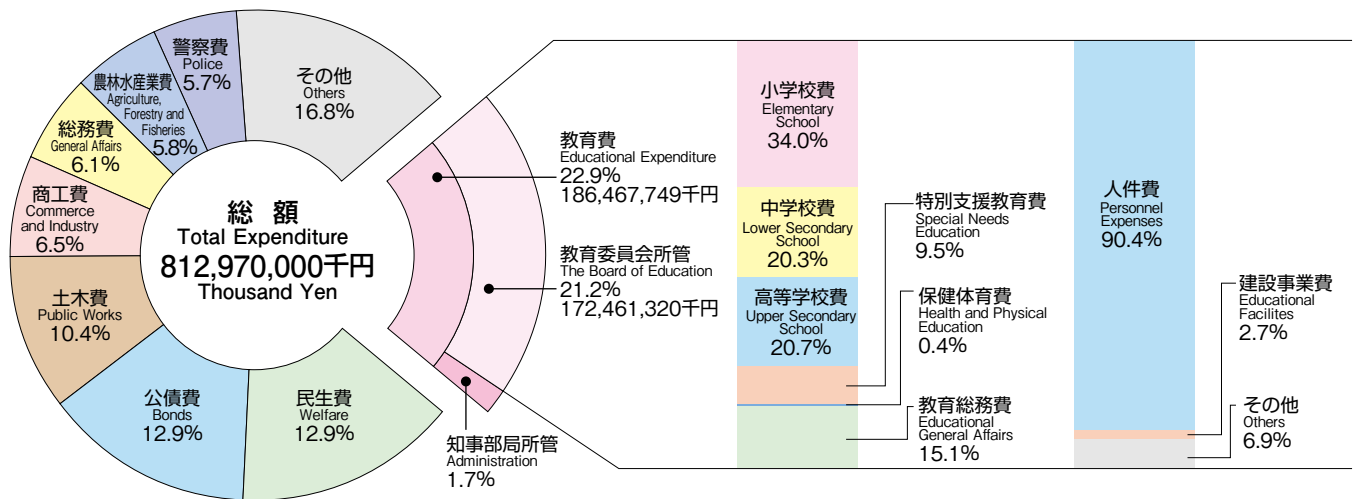 警察費
Police
5.7%
農林水産業費
Agriculture,
Forestry and
Fisheries
5.8%
総務費
General Affairs
6.1%
商工費
Commerce
and Industry
6.5%
土木費
Public Works
10.4%
公債費
Bonds
12.9%
民生費
Welfare
12.9%
その他
Others
16.8%
総 額
Total Expenditure
812,970,000千円
Thousand Yen
教育費
Educational Expenditure
22.9%
186,467,749千円
教育委員会所管
The Board of Education
21.2%
172,461,320千円
知事部局所管
Administration
1.7%
小学校費
Elementary
School
34.0%
中学校費
Lower Secondary
School
20.3%
高等学校費
Upper Secondary
School
20.7%
特別支援教育費
Special Needs
Education
9.5%
保健体育費
Health and Physical
Education
0.4%
教育総務費
Educational
General Affairs
15.1%
人件費
Personnel
Expenses
90.4%
建設事業費
Educational
Facilites
2.7%
その他
Others
6.9%